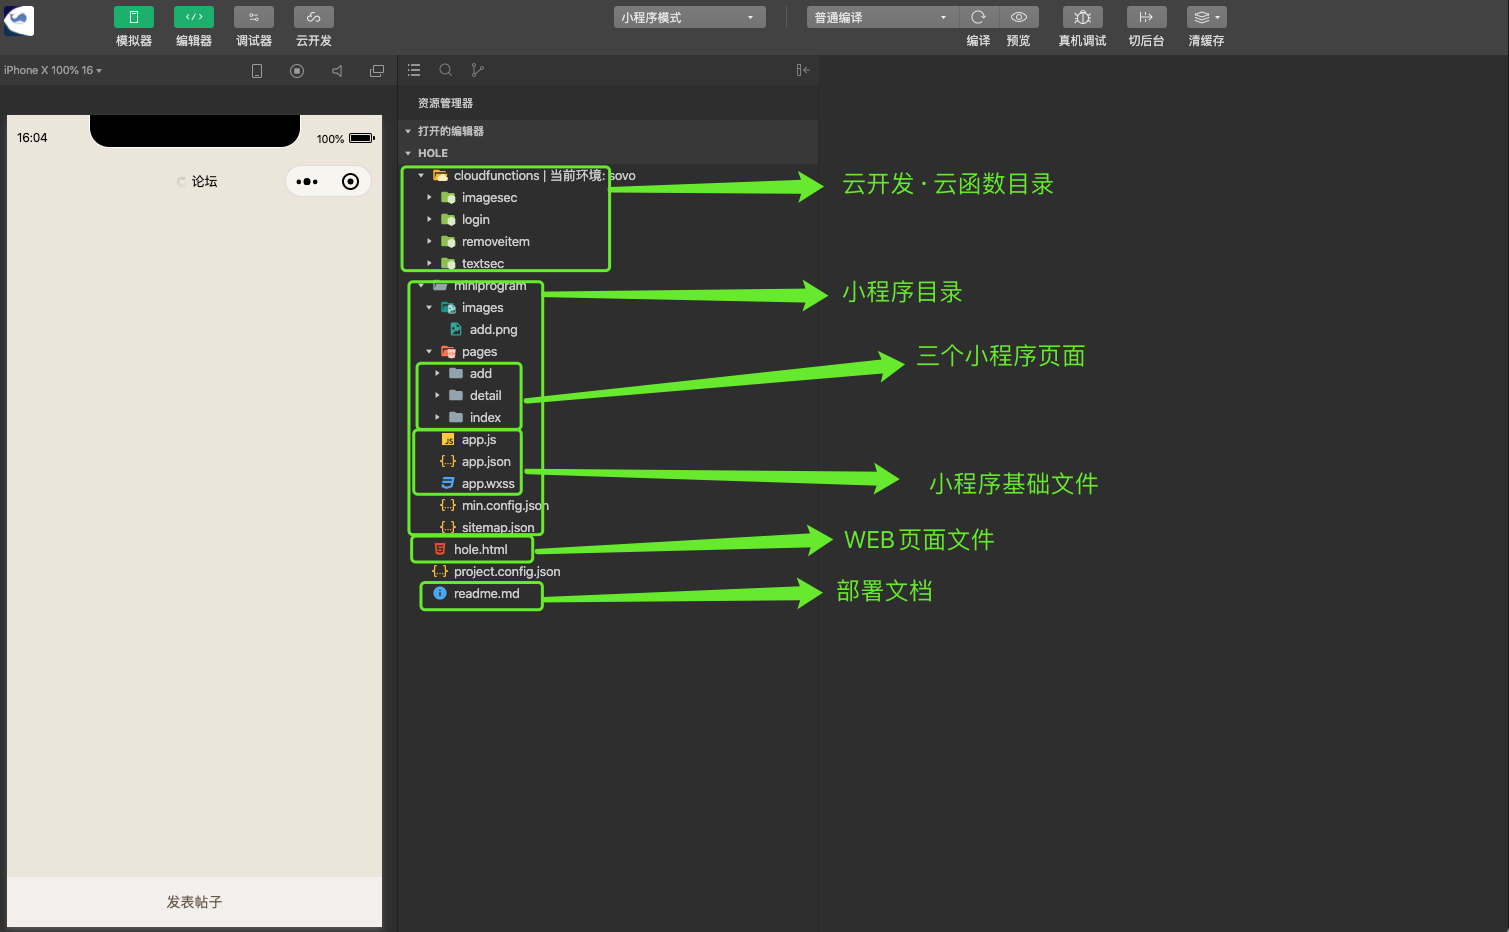 模拟器
编辑器
调试器
云开发
小程序模式
普通编译
编译
预览
真机调试
切后台
清缓存
iPhone X 100% 16
16:04
100%
论坛
发表帖子
资源管理器
打开的编辑器
HOLE
cloudfunctions | 当前环境: sovo
imagesec
login
removeitem
textsec
miniprogram
images
add.png
pages
add
detail
index
JS app.js
{..} app.json
app.wxss
{..} min.config.json
{..} sitemap.json
hole.html
{..} project.config.json
readme.md
云开发 · 云函数目录
小程序目录
三个小程序页面
小程序基础文件
WEB 页面文件
部署文档